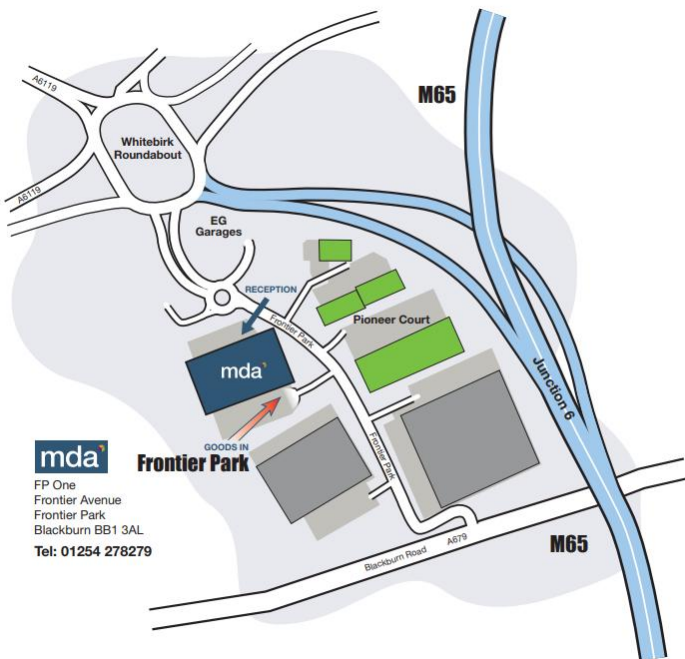 M65
A6119
Whitebirk
Roundabout
A6119
EG
Garages
RECEPTION
Frontier Park
Pioneer Court
mda
Junction 6
GOODS IN
Frontier Park
Frontier Park
mda
FP One
Frontier Avenue
Frontier Park
Blackburn BB1 3AL
Tel: 01254 278279
Blackburn Road
A679
M65